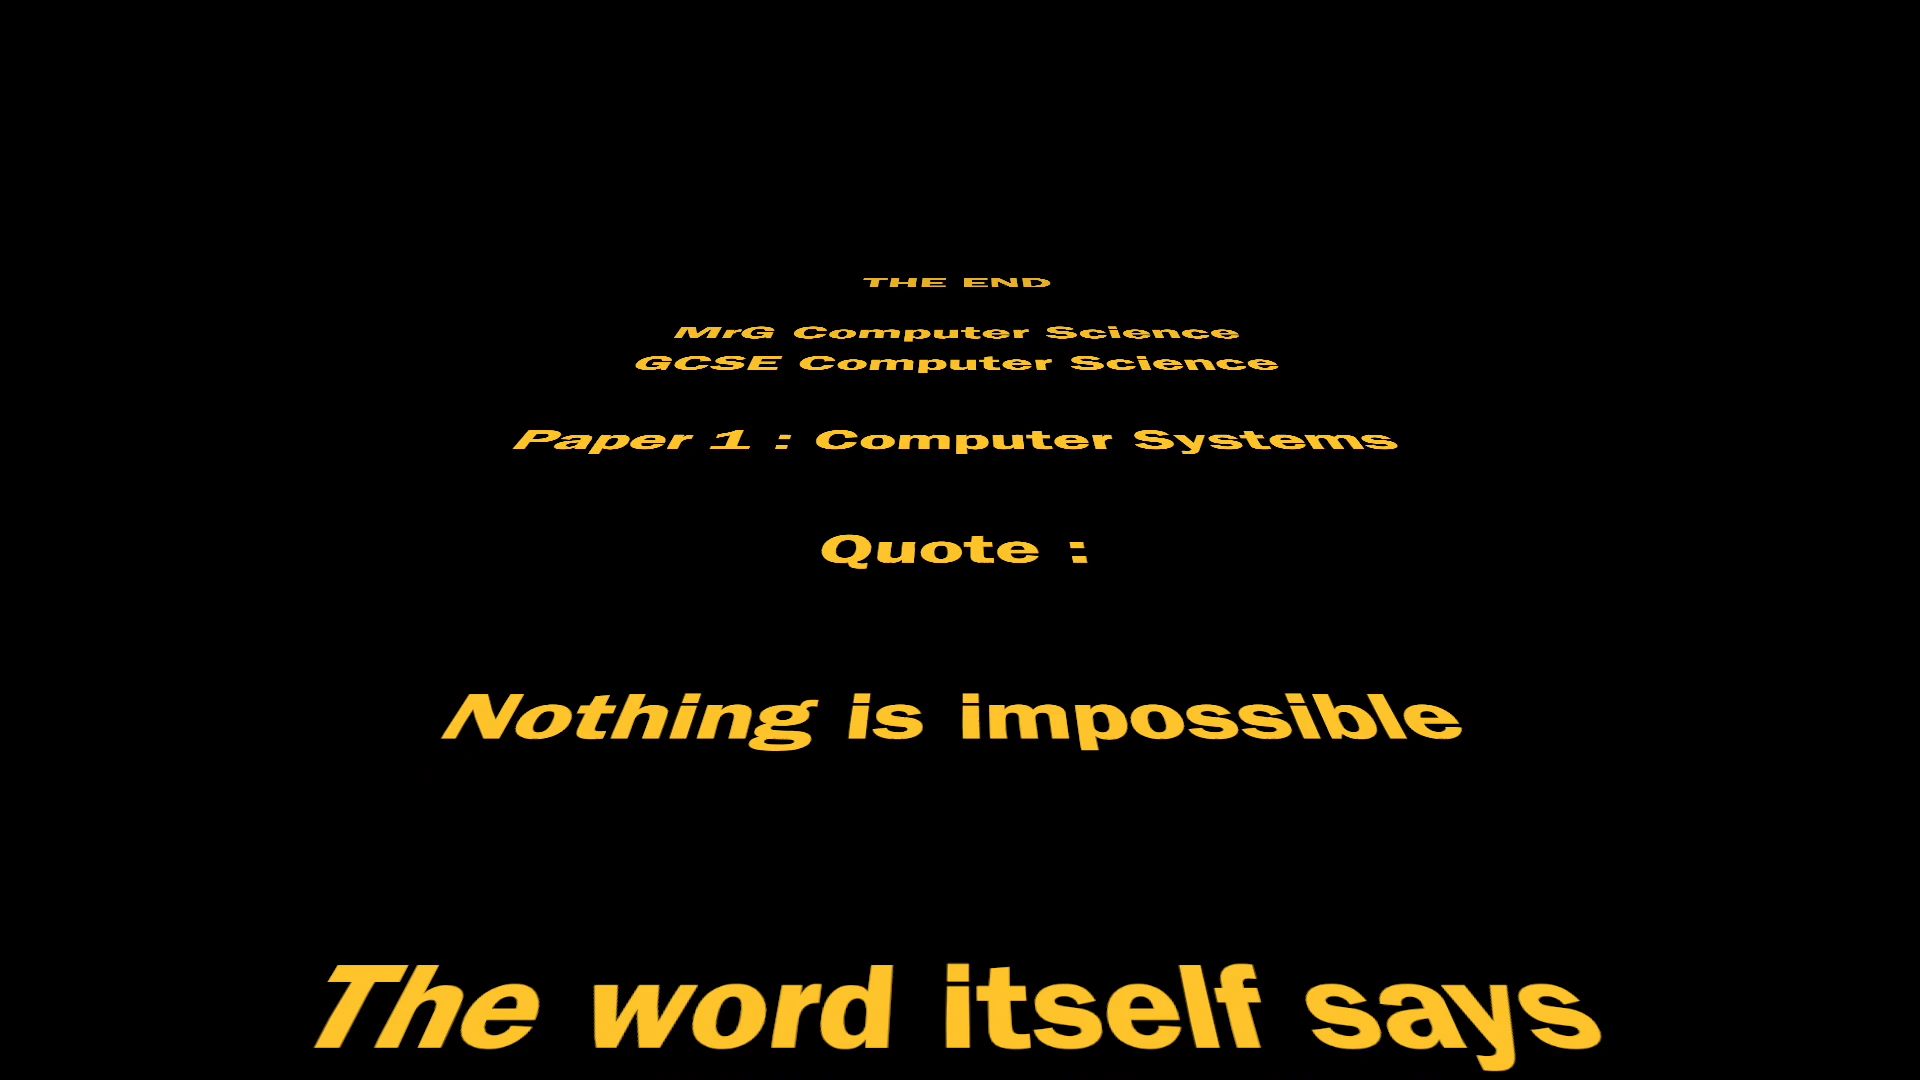 THE END
MrG Computer Science
GCSE Computer Science
Paper 1 : Computer Systems
Quote :
Nothing is impossible
The word itself says